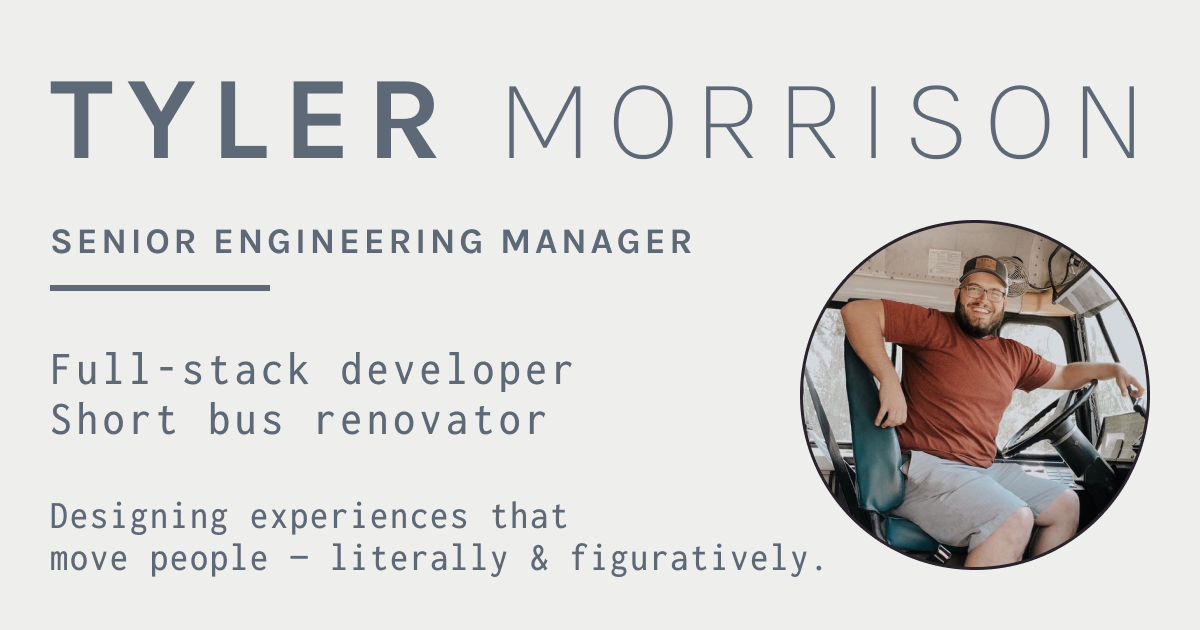 TYLER MORRISON
SENIOR ENGINEERING MANAGER
Full-stack developer
Short bus renovator
Designing experiences that
move people — literally & figuratively.